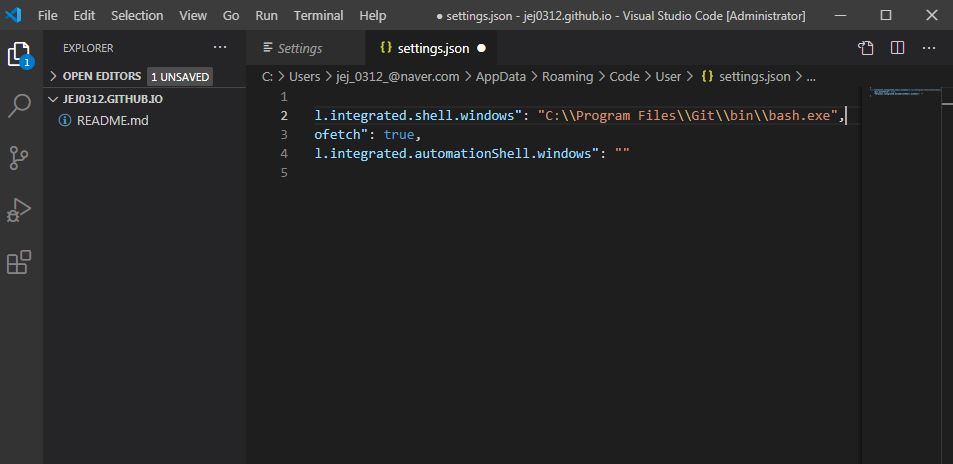 File Edit Selection View Go Run Terminal Help ● settings.json - jej0312.github.io - Visual Studio Code [Administrator]
EXPLORER ... Settings {} settings.json ● ...
1
OPEN EDITORS 1 UNSAVED
C: > Users > jej_0312_@naver.com > AppData > Roaming > Code > User > {} settings.json > ...
JEJ0312.GITHUB.IO
README.md
1
2 l.integrated.shell.windows": "C:\\Program Files\\Git\\bin\\bash.exe",
3 ofetch": true,
4 l.integrated.automationShell.windows": ""
5